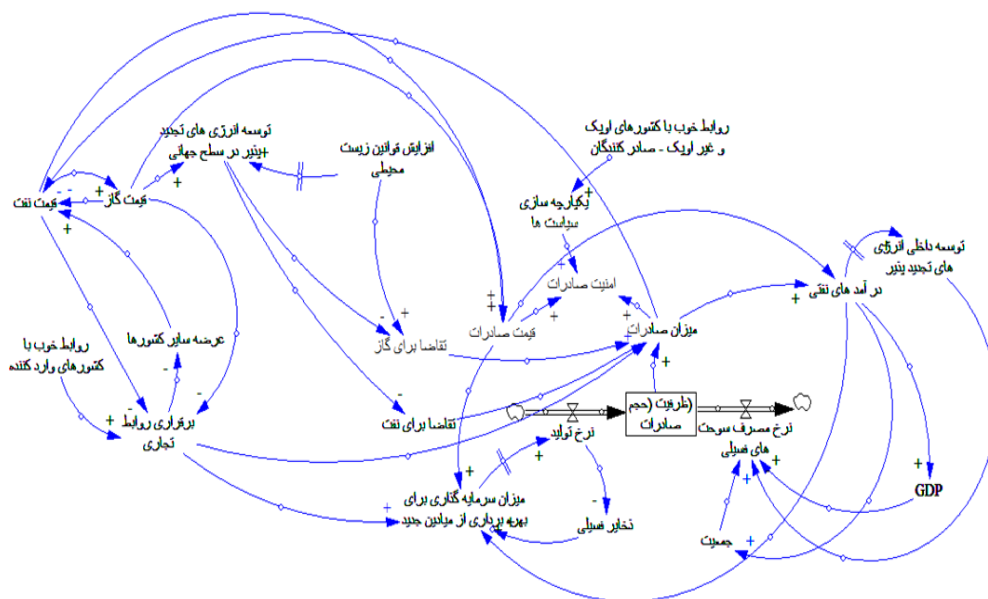 توسعه انرژی های تجدید
پذیر در سطح جهانی
افزایش قوانین زیست
محیطی
روابط خوب با کشورهای اوپک
و غیر اوپک - صادر کنندگان
قیمت نفت
قیمت گاز
یکپارچه سازی
سیاست ها
توسعه داخلی انرژی
های تجدید پذیر
امنیت صادرات
در آمد های نفتی
قیمت صادرات
میزان صادرات
تقاضا برای گاز
عرضه سایر کشورها
روابط خوب با
کشورهای وارد کننده
برقراری روابط
تجاری
تقاضا برای نفت
نرخ تولید
ظرفیت (حجم)
صادرات
نرخ مصرف سوخت
های فسیلی
میزان سرمایه گذاری برای
بهره برداری از میادین جدید
ذخایر فسیلی
جمعیت
GDP